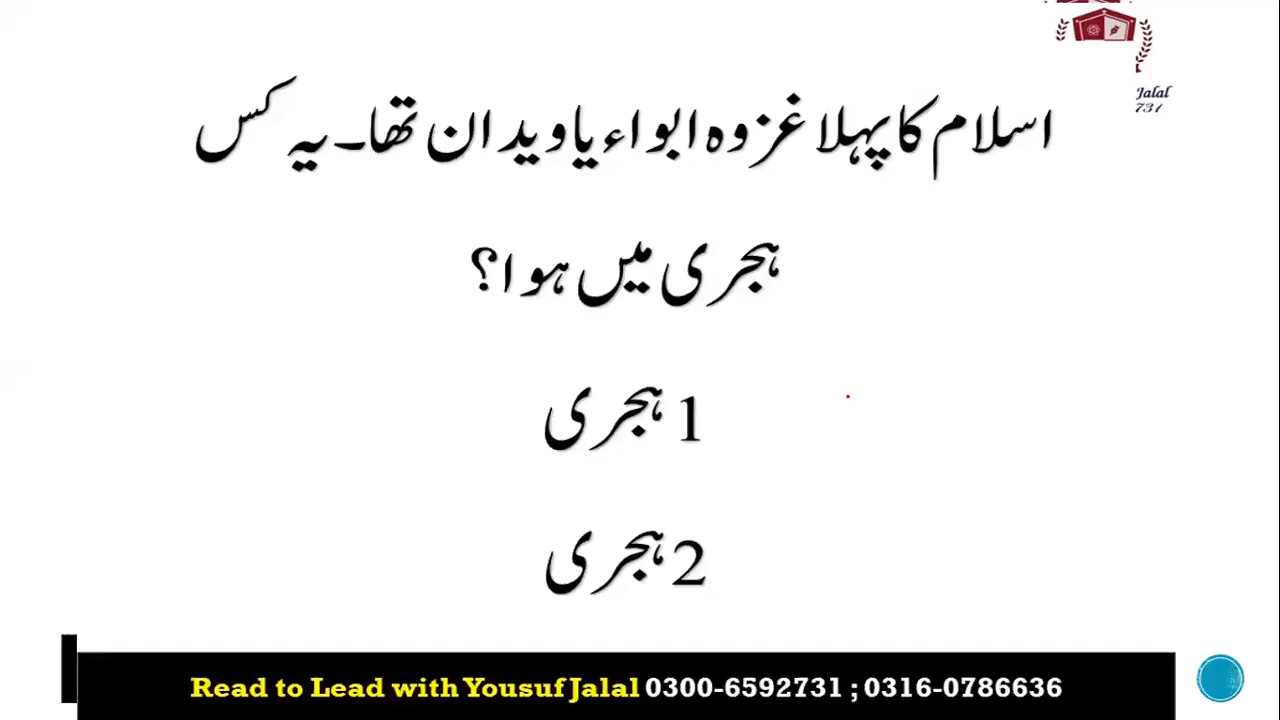 Jalal
731
اسلام کا پہلا غزوہ ابواء یا ویدان تھا۔ یہ کس
ہجری میں ہوا؟
1 ہجری
2 ہجری
Read to Lead with Yousuf Jalal 0300-6592731 ; 0316-0786636